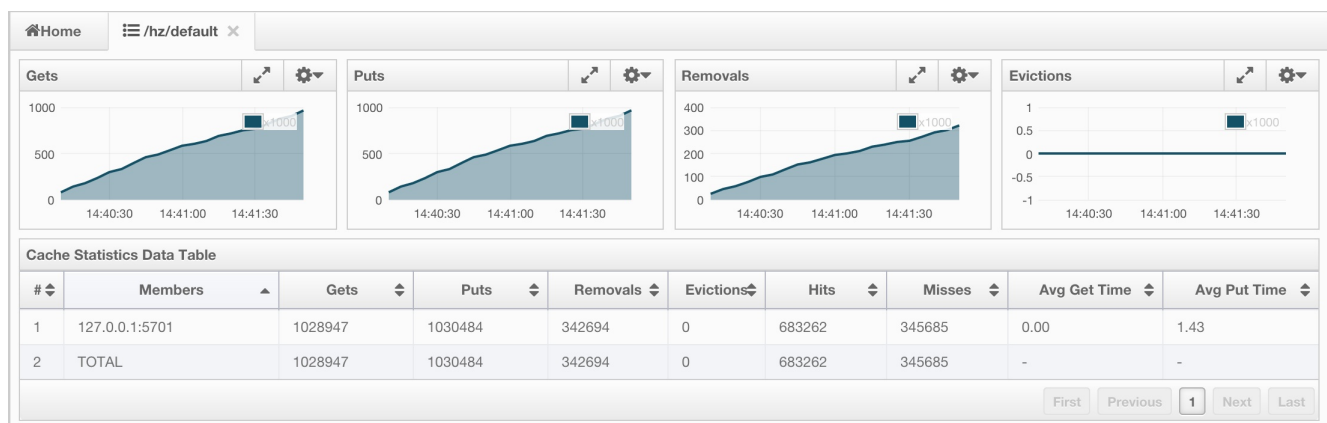 Home /hz/default
Gets Puts Removals Evictions
1000
500
0
x1000
14:40:30 14:41:00 14:41:30
1000
500
0
x1000
14:40:30 14:41:00 14:41:30
400
300
200
100
0
x1000
14:40:30 14:41:00 14:41:30
1
0.5
0
-0.5
-1
x1000
14:40:30 14:41:00 14:41:30
Cache Statistics Data Table
# Members Gets Puts Removals Evictions Hits Misses Avg Get Time Avg Put Time
1 127.0.0.1:5701 1028947 1030484 342694 0 683262 345685 0.00 1.43
2 TOTAL 1028947 1030484 342694 0 683262 345685 - -
First Previous 1 Next Last